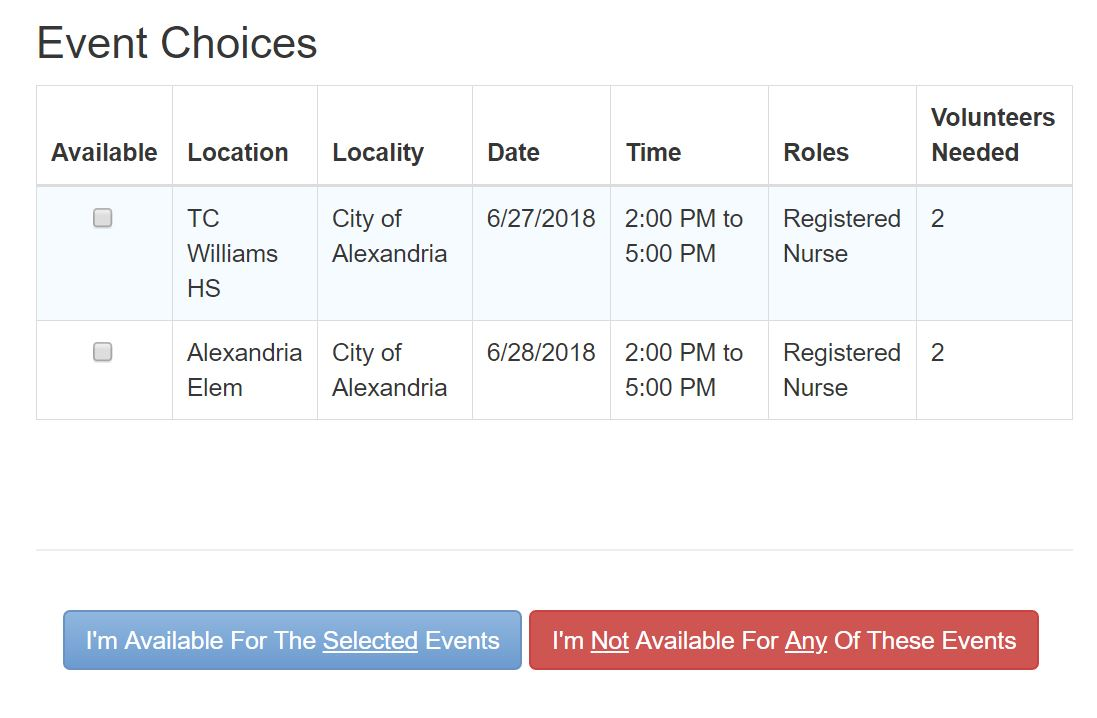 Event Choices
Available Location Locality Date Time Roles Volunteers Needed
TC Williams HS City of Alexandria 6/27/2018 2:00 PM to 5:00 PM Registered Nurse 2
Alexandria Elem City of Alexandria 6/28/2018 2:00 PM to 5:00 PM Registered Nurse 2
I'm Available For The Selected Events
I'm Not Available For Any Of These Events